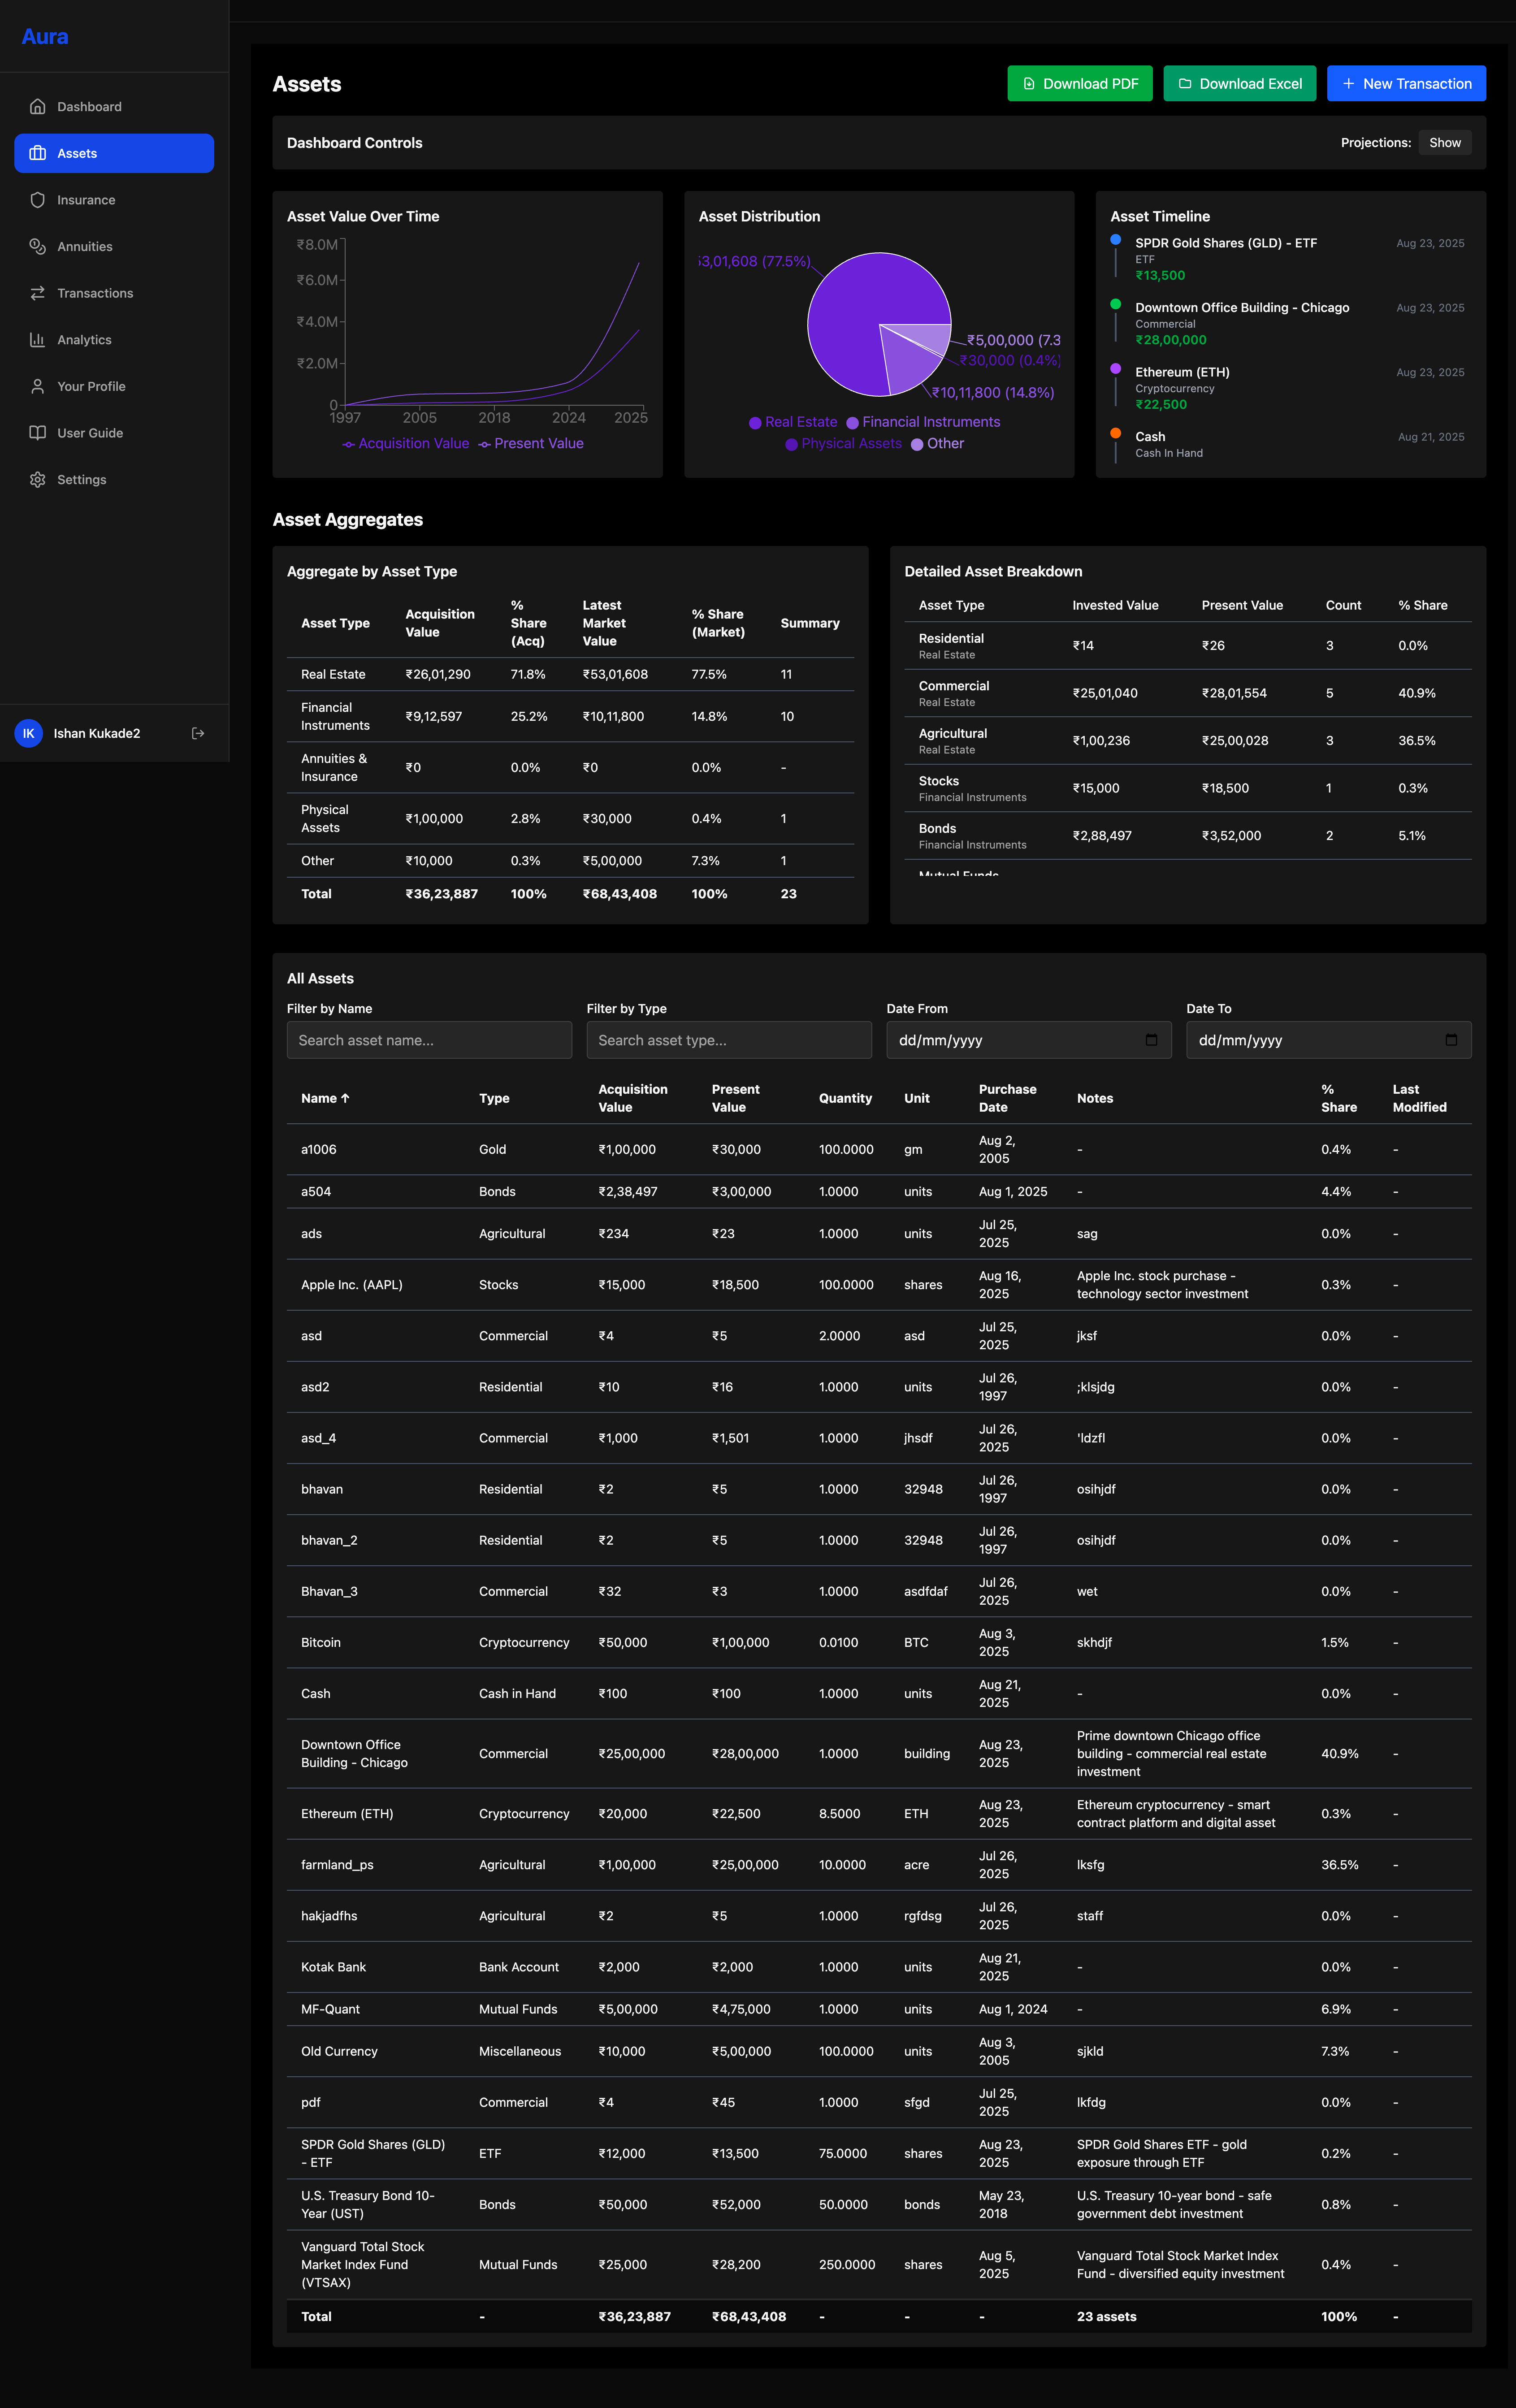 Aura
Dashboard
Assets
Insurance
Annuities
Transactions
Analytics
Your Profile
User Guide
Settings
IK Ishan Kukade2
Assets
Download PDF
Download Excel
New Transaction
Dashboard Controls
Projections: Show
Asset Value Over Time
₹8.0M
₹6.0M
₹4.0M
₹2.0M
0
1997 2005 2018 2024 2025
Acquisition Value Present Value
Asset Distribution
3,01,608 (77.5%)
₹5,00,000 (7.3
₹30,000 (0.4%)
₹10,11,800 (14.8%)
Real Estate Financial Instruments
Physical Assets Other
Asset Timeline
SPDR Gold Shares (GLD) - ETF Aug 23, 2025
ETF
₹13,500
Downtown Office Building - Chicago Aug 23, 2025
Commercial
₹28,00,000
Ethereum (ETH) Aug 23, 2025
Cryptocurrency
₹22,500
Cash Aug 21, 2025
Cash In Hand
Asset Aggregates
Aggregate by Asset Type
Asset Type Acquisition Value % Share (Acq) Latest Market Value % Share (Market) Summary
Real Estate ₹26,01,290 71.8% ₹53,01,608 77.5% 11
Financial Instruments ₹9,12,597 25.2% ₹10,11,800 14.8% 10
Annuities & Insurance ₹0 0.0% ₹0 0.0% -
Physical Assets ₹1,00,000 2.8% ₹30,000 0.4% 1
Other ₹10,000 0.3% ₹5,00,000 7.3% 1
Total ₹36,23,887 100% ₹68,43,408 100% 23
Detailed Asset Breakdown
Asset Type Invested Value Present Value Count % Share
Residential
Real Estate ₹14 ₹26 3 0.0%
Commercial
Real Estate ₹25,01,040 ₹28,01,554 5 40.9%
Agricultural
Real Estate ₹1,00,236 ₹25,00,028 3 36.5%
Stocks
Financial Instruments ₹15,000 ₹18,500 1 0.3%
Bonds
Financial Instruments ₹2,88,497 ₹3,52,000 2 5.1%
Mutual Funds
All Assets
Filter by Name Filter by Type Date From Date To
Search asset name... Search asset type... dd/mm/yyyy dd/mm/yyyy
Name ↑ Type Acquisition Value Present Value Quantity Unit Purchase Date Notes % Share Last Modified
a1006 Gold ₹1,00,000 ₹30,000 100.0000 gm Aug 2, 2005 - 0.4% -
a504 Bonds ₹2,38,497 ₹3,00,000 1.0000 units Aug 1, 2025 - 4.4% -
ads Agricultural ₹234 ₹23 1.0000 units Jul 25, 2025 sag 0.0% -
Apple Inc. (AAPL) Stocks ₹15,000 ₹18,500 100.0000 shares Aug 16, 2025 Apple Inc. stock purchase - technology sector investment 0.3% -
asd Commercial ₹4 ₹5 2.0000 asd Jul 25, 2025 jksf 0.0% -
asd2 Residential ₹10 ₹16 1.0000 units Jul 26, 1997 ;klsjdg 0.0% -
asd_4 Commercial ₹1,000 ₹1,501 1.0000 jhsdf Jul 26, 2025 'ldzfl 0.0% -
bhavan Residential ₹2 ₹5 1.0000 32948 Jul 26, 1997 osihjdf 0.0% -
bhavan_2 Residential ₹2 ₹5 1.0000 32948 Jul 26, 1997 osihjdf 0.0% -
Bhavan_3 Commercial ₹32 ₹3 1.0000 asdfdaf Jul 26, 2025 wet 0.0% -
Bitcoin Cryptocurrency ₹50,000 ₹1,00,000 0.0100 BTC Aug 3, 2025 skhdjf 1.5% -
Cash Cash in Hand ₹100 ₹100 1.0000 units Aug 21, 2025 - 0.0% -
Downtown Office Building - Chicago Commercial ₹25,00,000 ₹28,00,000 1.0000 building Aug 23, 2025 Prime downtown Chicago office building - commercial real estate investment 40.9% -
Ethereum (ETH) Cryptocurrency ₹20,000 ₹22,500 8.5000 ETH Aug 23, 2025 Ethereum cryptocurrency - smart contract platform and digital asset 0.3% -
farmland_ps Agricultural ₹1,00,000 ₹25,00,000 10.0000 acre Jul 26, 2025 lksfg 36.5% -
hakjadfhs Agricultural ₹2 ₹5 1.0000 rgfdsg Jul 26, 2025 staff 0.0% -
Kotak Bank Bank Account ₹2,000 ₹2,000 1.0000 units Aug 21, 2025 - 0.0% -
MF-Quant Mutual Funds ₹5,00,000 ₹4,75,000 1.0000 units Aug 1, 2024 - 6.9% -
Old Currency Miscellaneous ₹10,000 ₹5,00,000 100.0000 units Aug 3, 2005 sjkld 7.3% -
pdf Commercial ₹4 ₹45 1.0000 sfgd Jul 25, 2025 lkfdg 0.0% -
SPDR Gold Shares (GLD) - ETF ETF ₹12,000 ₹13,500 75.0000 shares Aug 23, 2025 SPDR Gold Shares ETF - gold exposure through ETF 0.2% -
U.S. Treasury Bond 10-Year (UST) Bonds ₹50,000 ₹52,000 50.0000 bonds May 23, 2018 U.S. Treasury 10-year bond - safe government debt investment 0.8% -
Vanguard Total Stock Market Index Fund (VTSAX) Mutual Funds ₹25,000 ₹28,200 250.0000 shares Aug 5, 2025 Vanguard Total Stock Market Index Fund - diversified equity investment 0.4% -
Total - ₹36,23,887 ₹68,43,408 - - - 23 assets 100% -